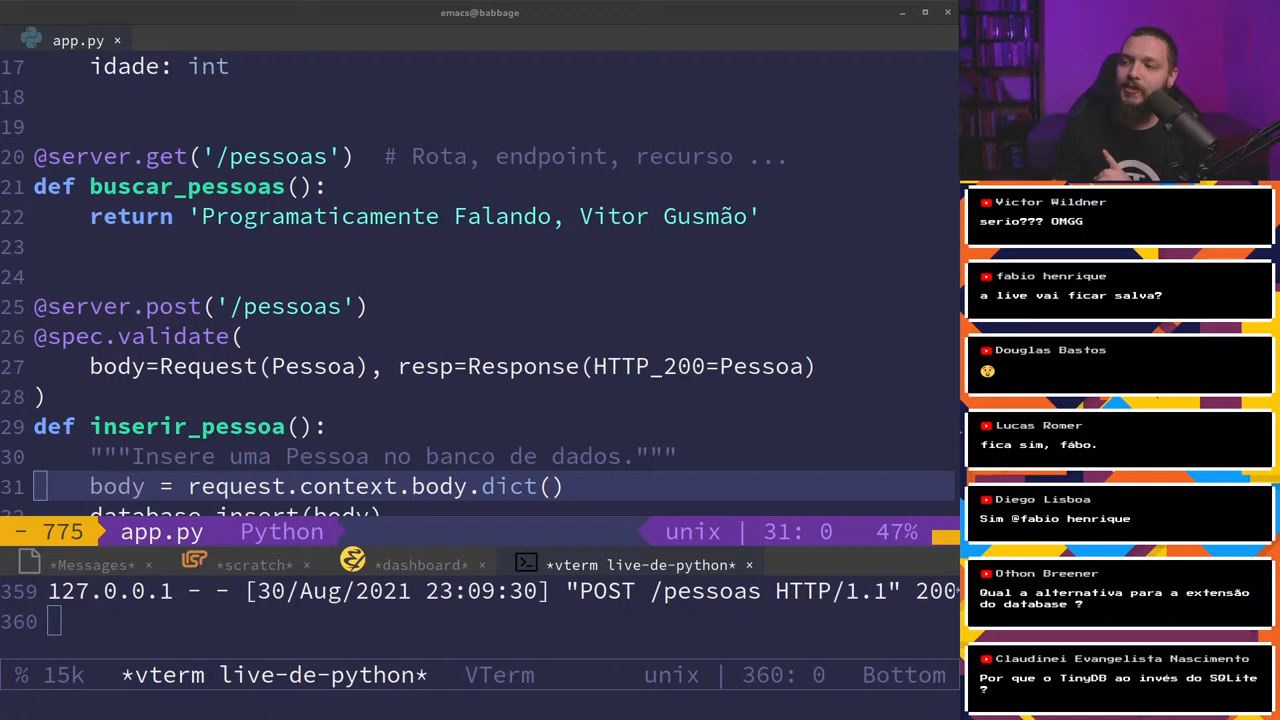 emacs@babbage
app.py ×
17 idade: int
18
19
20 @server.get('/pessoas') # Rota, endpoint, recurso ...
21 def buscar_pessoas():
22 return 'Programaticamente Falando, Vitor Gusmão'
23
24
25 @server.post('/pessoas')
26 @spec.validate(
27 body=Request(Pessoa), resp=Response(HTTP_200=Pessoa)
28 )
29 def inserir_pessoa():
30 """Insere uma Pessoa no banco de dados."""
31 body = request.context.body.dict()
database.insert(body)
- 775 app.py Python unix | 31: 0 47%
*Messages* × *scratch* × *dashboard* × *vterm live-de-python* ×
359 127.0.0.1 - - [30/Aug/2021 23:09:30] "POST /pessoas HTTP/1.1" 200
360
% 15k *vterm live-de-python* VTerm unix | 360: 0 Bottom
Victor Wildner
serio??? OMGG
fabio henrique
a live vai ficar salva?
Douglas Bastos
Lucas Romer
fica sim, fábo.
Diego Lisboa
Sim @fabio henrique
Othon Breener
Qual a alternativa para a extensão
do database ?
Claudinei Evangelista Nascimento
Por que o TinyDB ao invés do SQLite
?